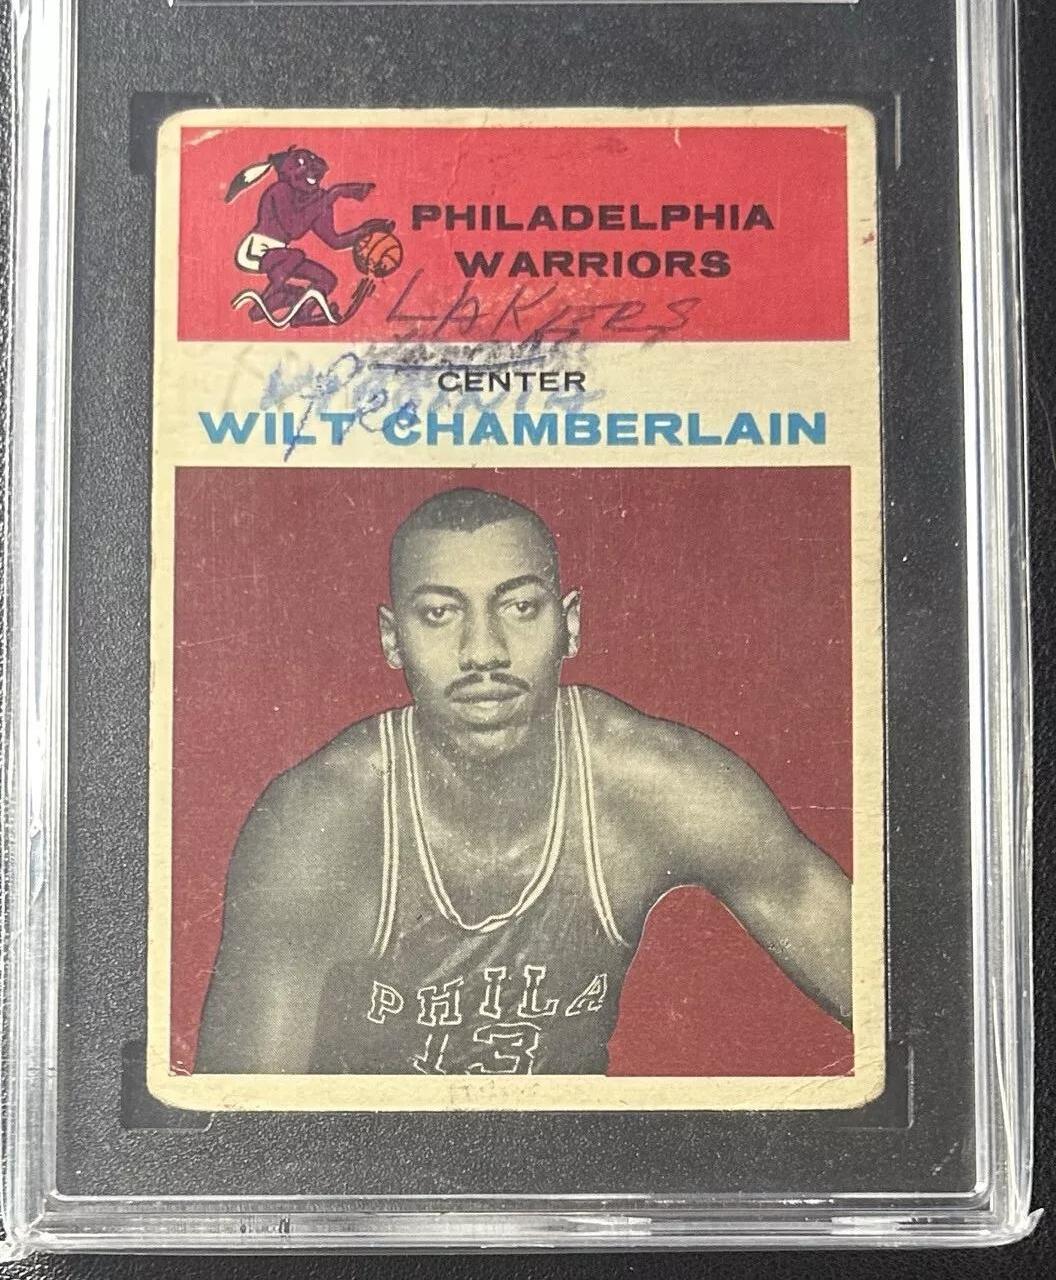 PHILADELPHIA
WARRIORS
LAKERS
CENTER
WILT CHAMBERLAIN
PHILA
13